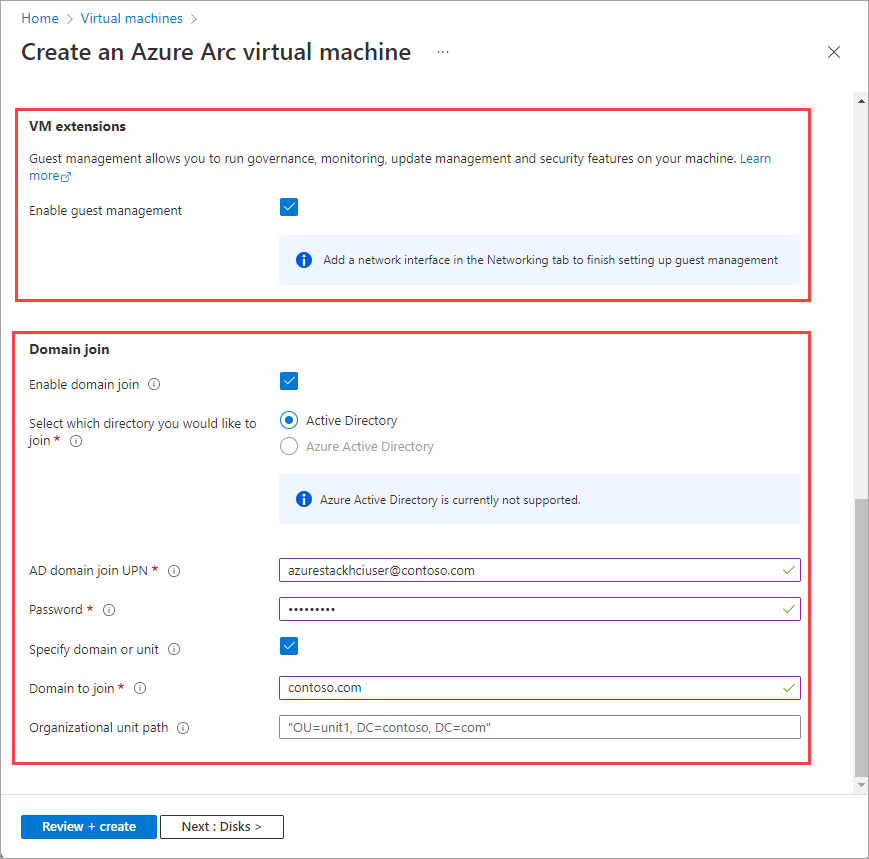 Home > Virtual machines >
Create an Azure Arc virtual machine ...
VM extensions
Guest management allows you to run governance, monitoring, update management and security features on your machine. Learn
more
Enable guest management
Add a network interface in the Networking tab to finish setting up guest management
Domain join
Enable domain join
Select which directory you would like to
join *
Active Directory
Azure Active Directory
Azure Active Directory is currently not supported.
AD domain join UPN *
azurestackhciuser@contoso.com
Password *
•••••••••
Specify domain or unit
Domain to join *
contoso.com
Organizational unit path
"OU=unit1, DC=contoso, DC=com"
Review + create
Next : Disks >